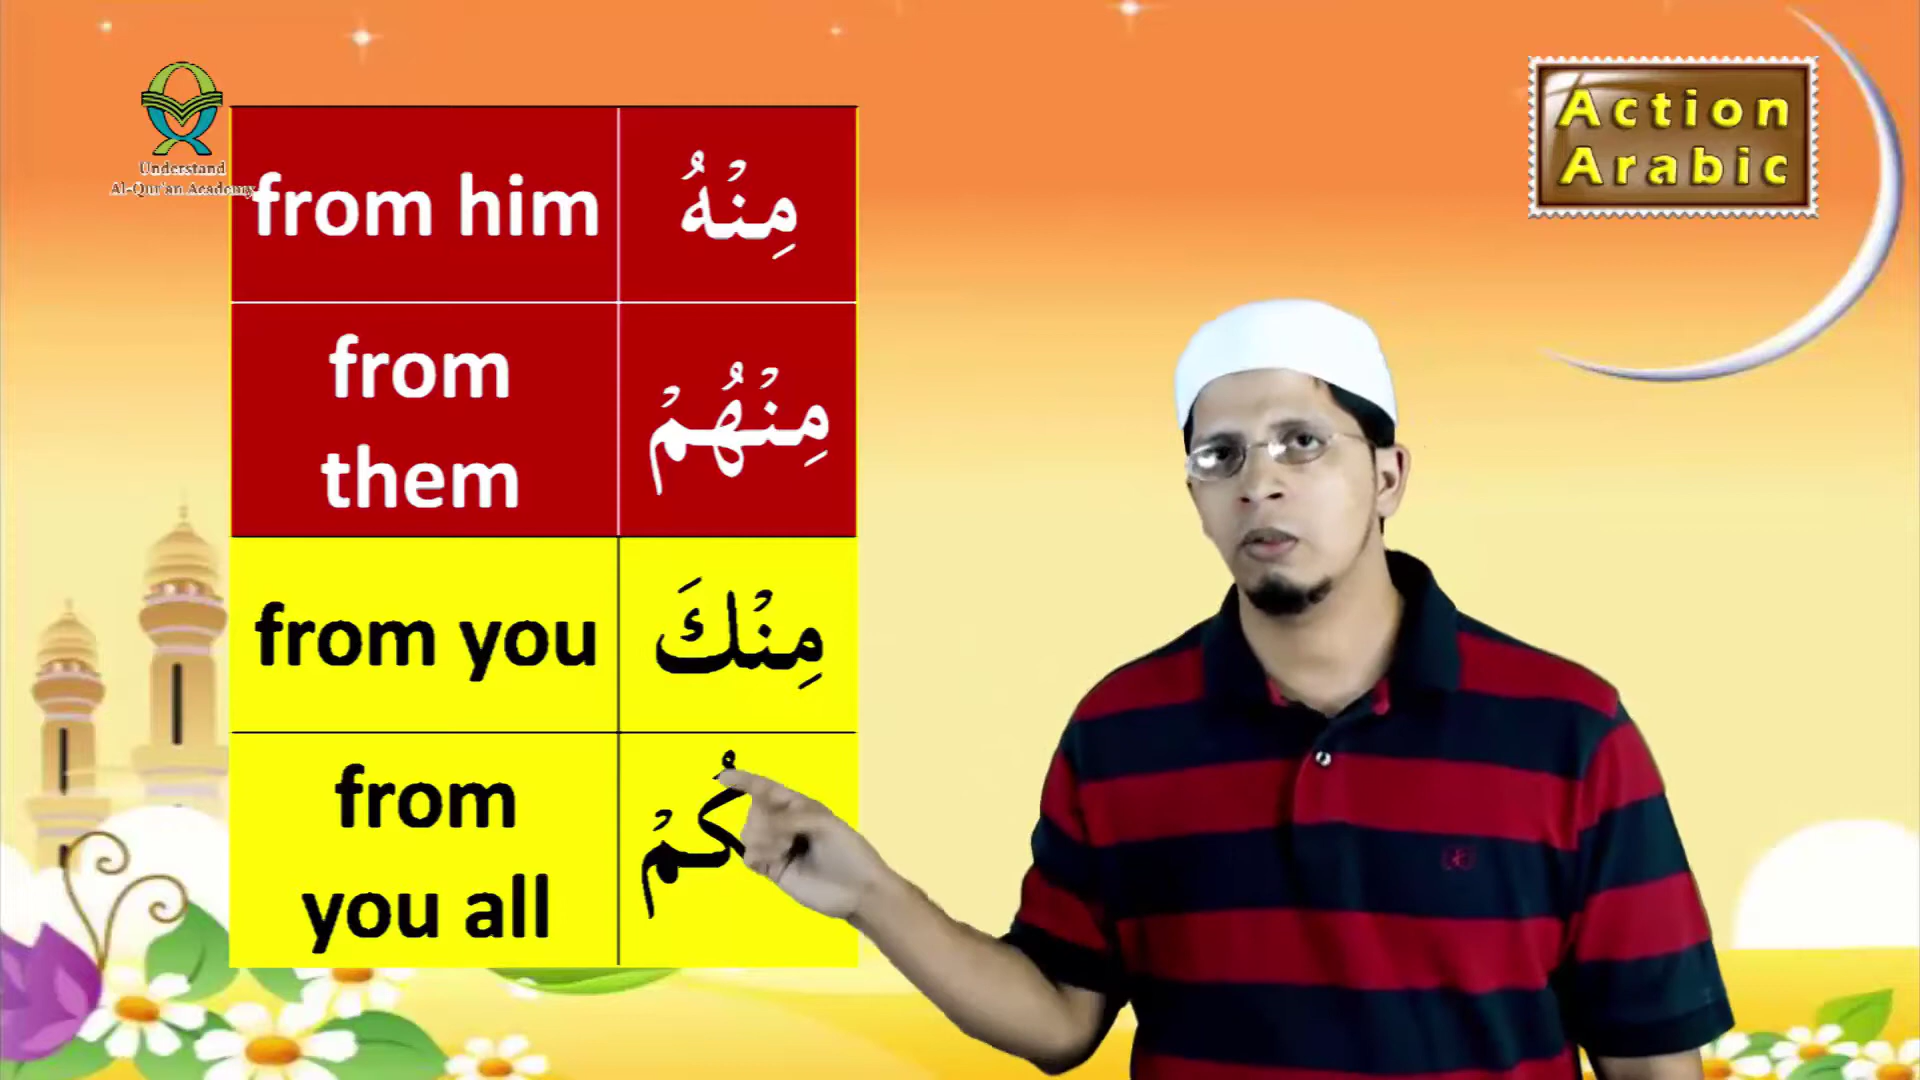 Understand
Al-Qur'an Academy
Action
Arabic
from him
مِنْهُ
from
them
مِنْهُمْ
from you
مِنْكَ
from
you all
كُمْ